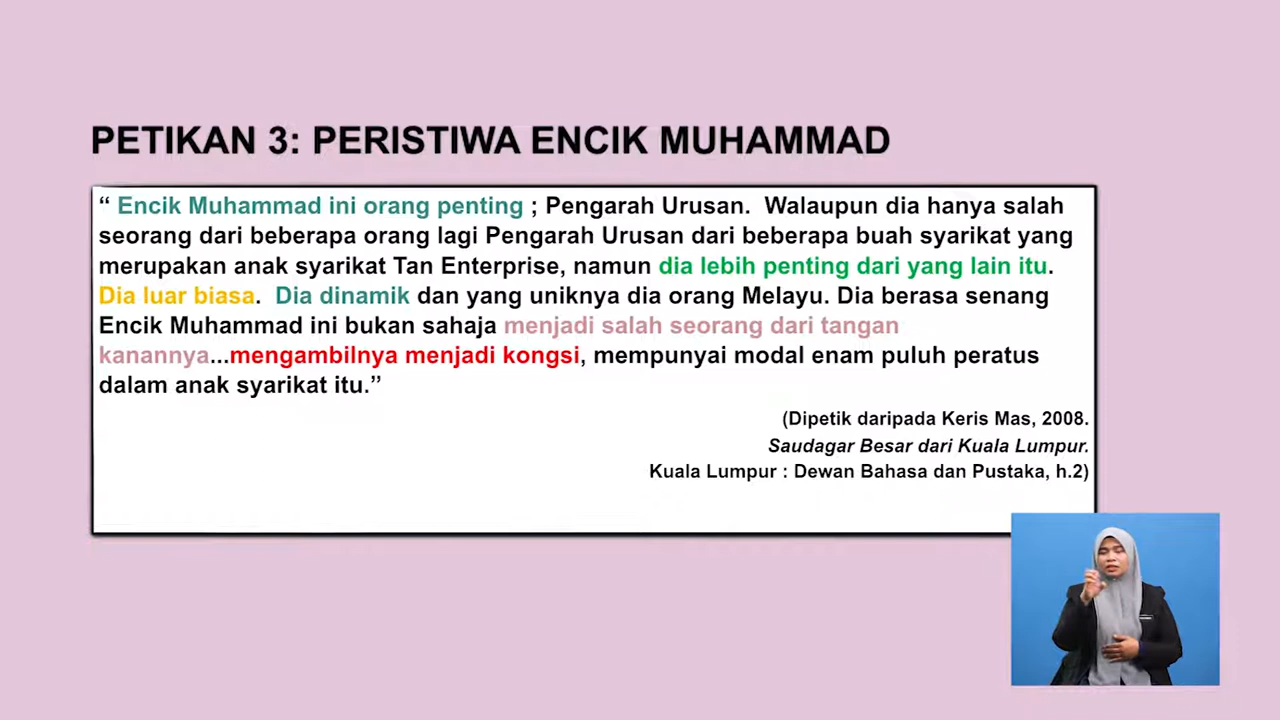 PETIKAN 3: PERISTIWA ENCIK MUHAMMAD
“ Encik Muhammad ini orang penting ; Pengarah Urusan. Walaupun dia hanya salah
seorang dari beberapa orang lagi Pengarah Urusan dari beberapa buah syarikat yang
merupakan anak syarikat Tan Enterprise, namun dia lebih penting dari yang lain itu.
Dia luar biasa. Dia dinamik dan yang uniknya dia orang Melayu. Dia berasa senang
Encik Muhammad ini bukan sahaja menjadi salah seorang dari tangan
kanannya...mengambilnya menjadi kongsi, mempunyai modal enam puluh peratus
dalam anak syarikat itu.”
(Dipetik daripada Keris Mas, 2008.
Saudagar Besar dari Kuala Lumpur.
Kuala Lumpur : Dewan Bahasa dan Pustaka, h.2)